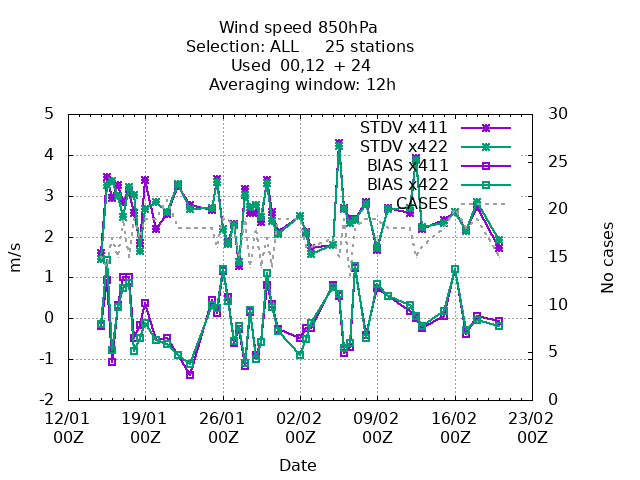 Wind speed 850hPa
Selection: ALL 25 stations
Used 00,12 + 24
Averaging window: 12h
5
4
3
2
1
0
-1
-2
m/s
30
25
20
15
10
5
0
No cases
STDV x411
STDV x422
BIAS x411
BIAS x422
CASES
12/01 19/01 26/01 02/02 09/02 16/02 23/02
00Z 00Z 00Z 00Z 00Z 00Z 00Z
Date